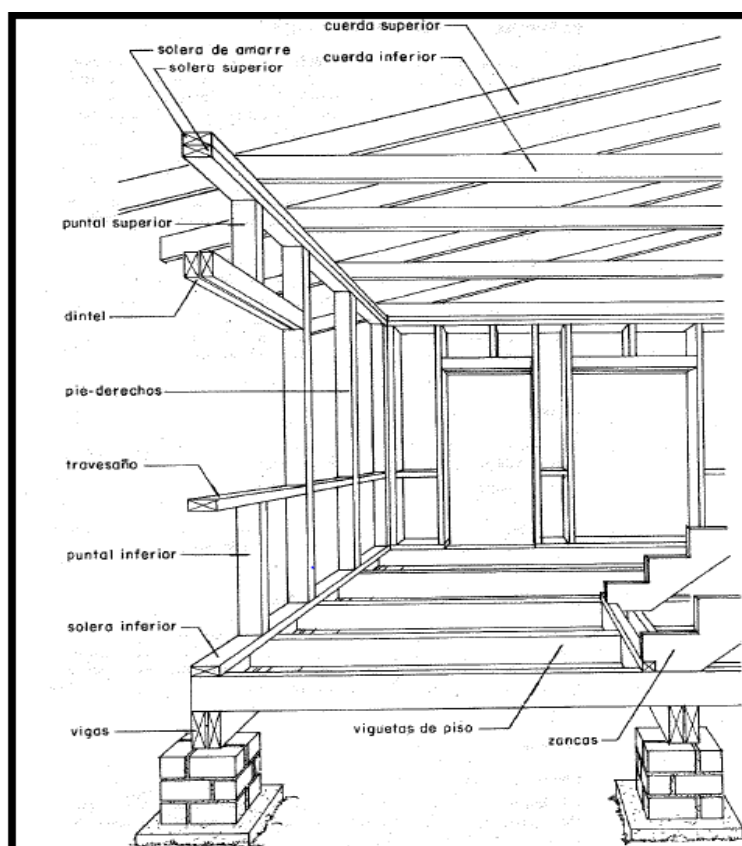 cuerda superior
solera de amarre
solera superior
cuerda inferior
puntal superior
dintel
pie-derechos
travesaño
puntal inferior
solera inferior
vigas
viguetas de piso
zancas